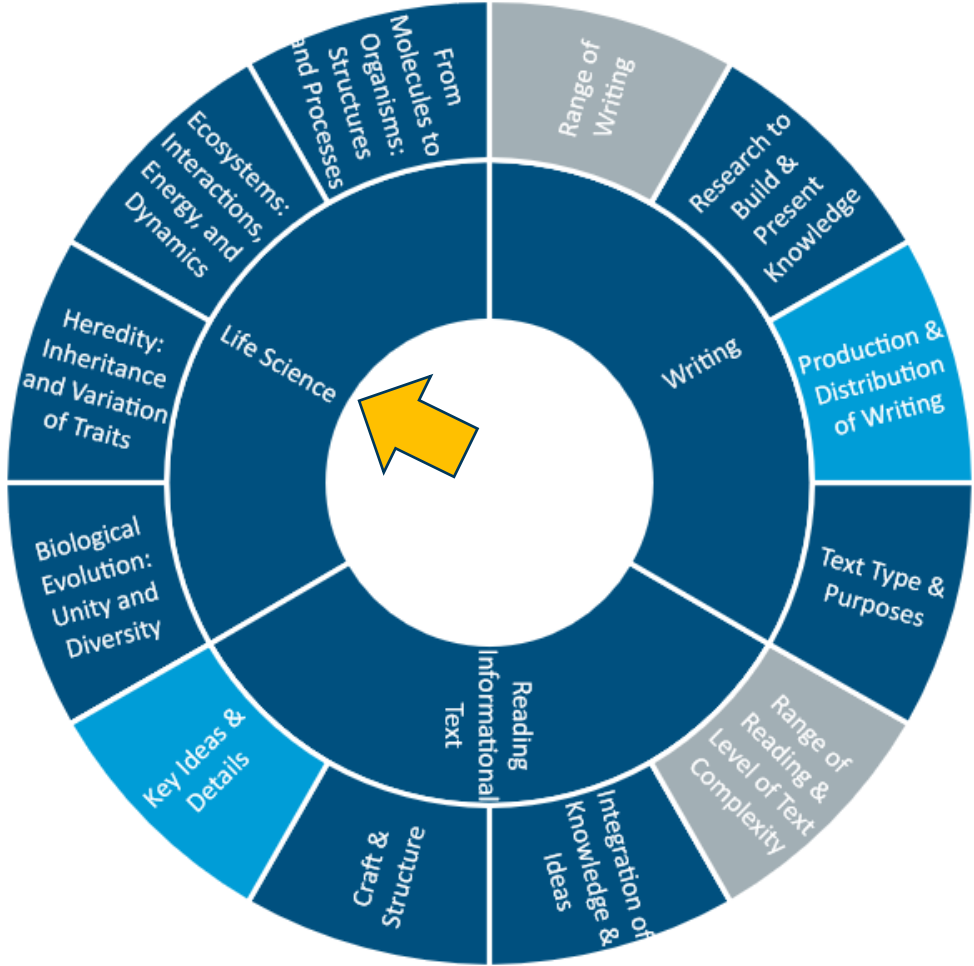 From
Molecules to
Organisms:
Structures
and Processes
Range of
Writing
Research to
Build &
Present
Knowledge
Production &
Distribution
of Writing
Text Type &
Purposes
Range of
Reading &
Level of Text
Complexity
Integration of
Knowledge &
Ideas
Craft &
Structure
Key Ideas &
Details
Biological
Evolution:
Unity and
Diversity
Heredity:
Inheritance
and Variation
of Traits
Ecosystems:
Interactions,
Energy, and
Dynamics
Life Science
Writing
Reading
Informational
Text